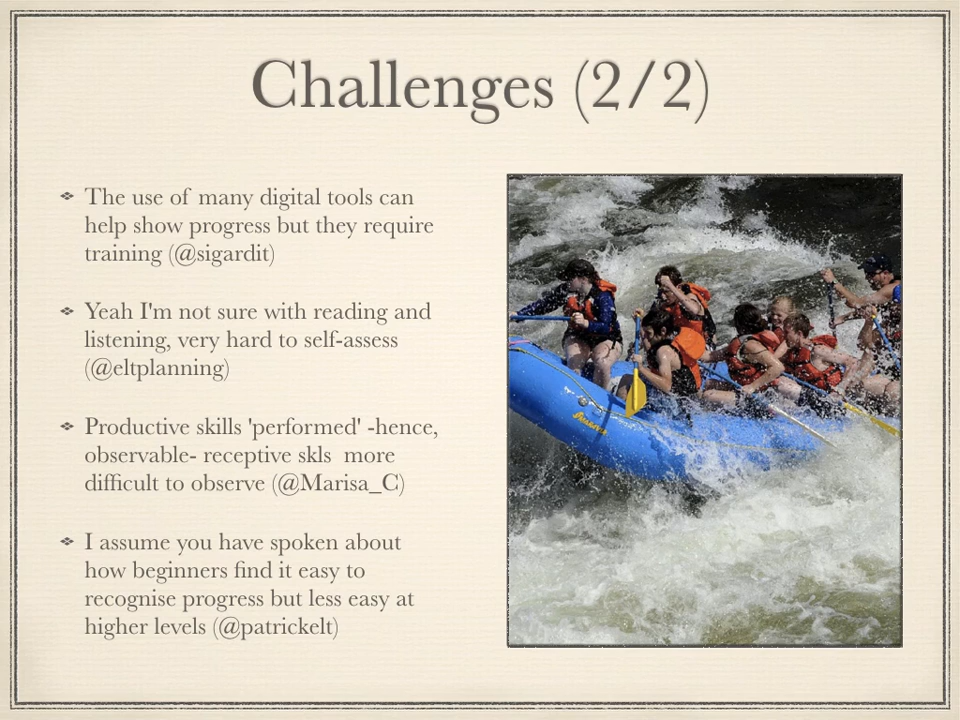 Challenges (2/2)
The use of many digital tools can
help show progress but they require
training (@sigardit)
Yeah I'm not sure with reading and
listening, very hard to self-assess
(@eltplanning)
Productive skills 'performed' -hence,
observable- receptive skls more
difficult to observe (@Marisa_C)
I assume you have spoken about
how beginners find it easy to
recognise progress but less easy at
higher levels (@patrickelt)